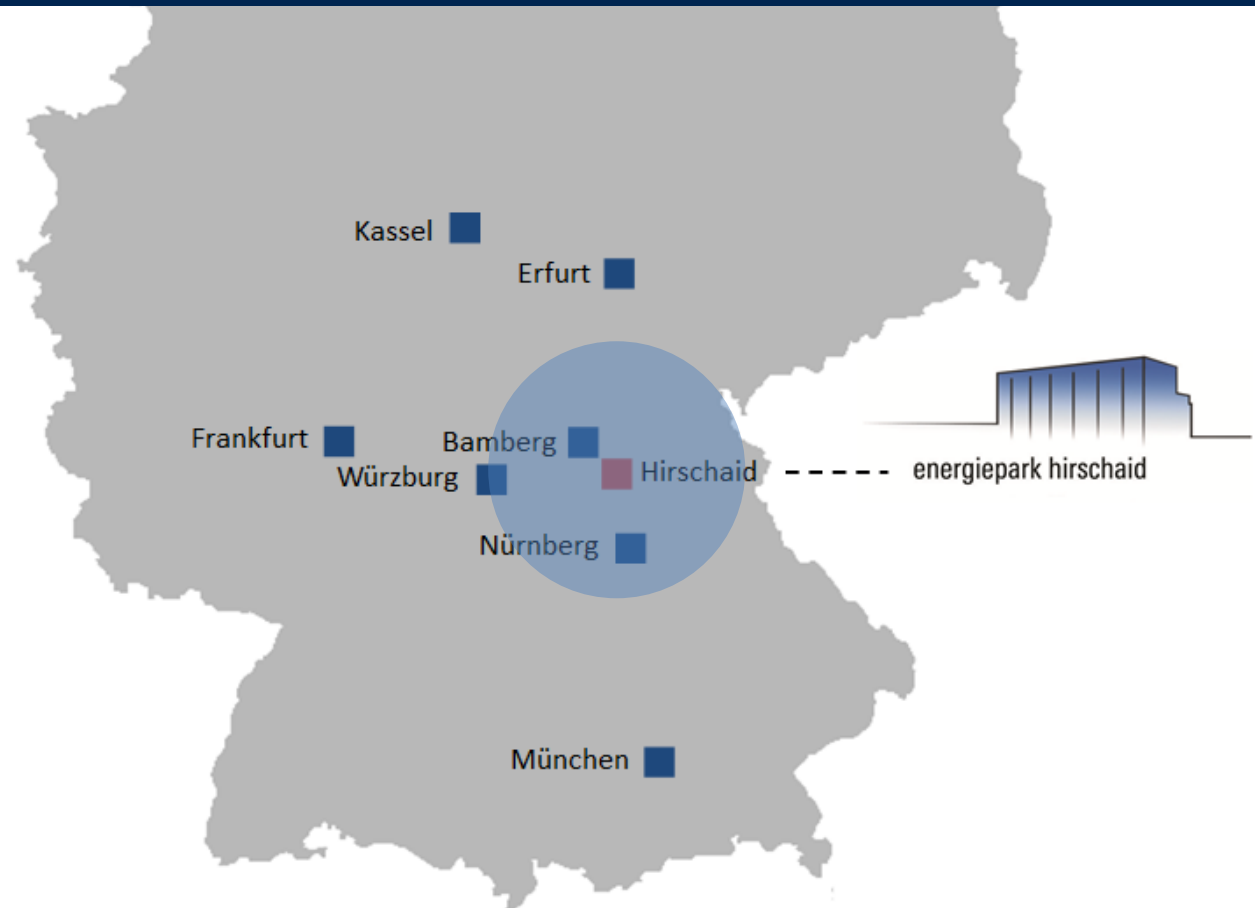 Kassel
Erfurt
Frankfurt
Bamberg
Würzburg
Hirschaid
energiepark hirschaid
Nürnberg
München